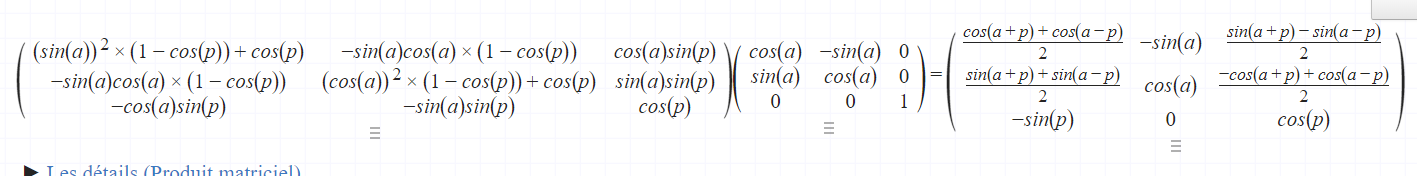 (sin(a))² × (1 − cos(p)) + cos(p) −sin(a)cos(a) × (1 − cos(p)) cos(a)sin(p) cos(a) −sin(a) 0 (cos(a+p)+cos(a−p))/2 −sin(a) (sin(a+p)−sin(a−p))/2
−sin(a)cos(a) × (1 − cos(p)) (cos(a))² × (1 − cos(p)) + cos(p) sin(a)sin(p) sin(a) cos(a) 0 = (sin(a+p)+sin(a−p))/2 cos(a) (−cos(a+p)+cos(a−p))/2
−cos(a)sin(p) −sin(a)sin(p) cos(p) 0 0 1 −sin(p) 0 cos(p)
► Les détails (Produit matriciel)